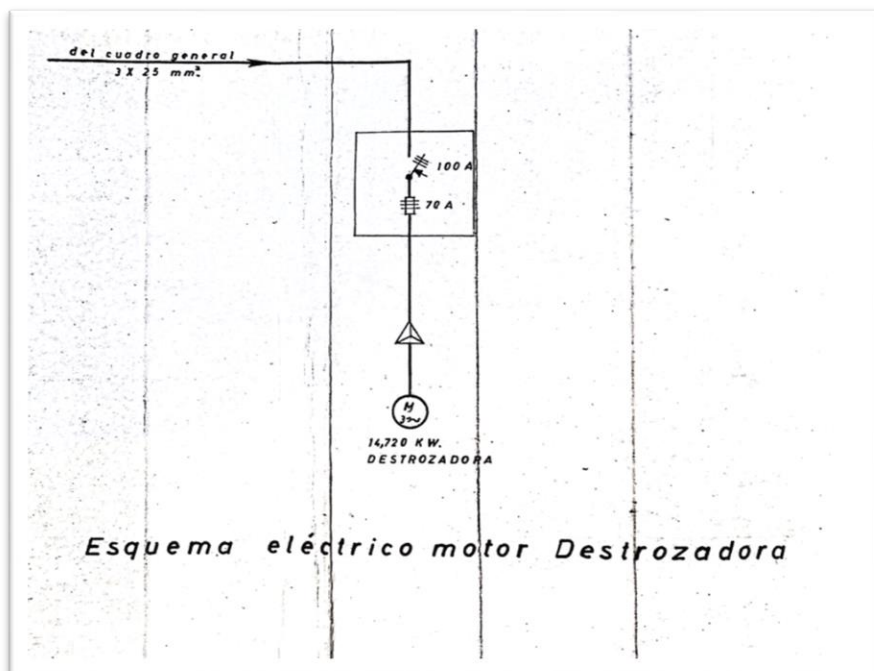 del cuadro general
3 X 25 mm²
100 A
70 A
M
3~
14,720 KW.
DESTROZADORA
Esquema eléctrico motor Destrozadora